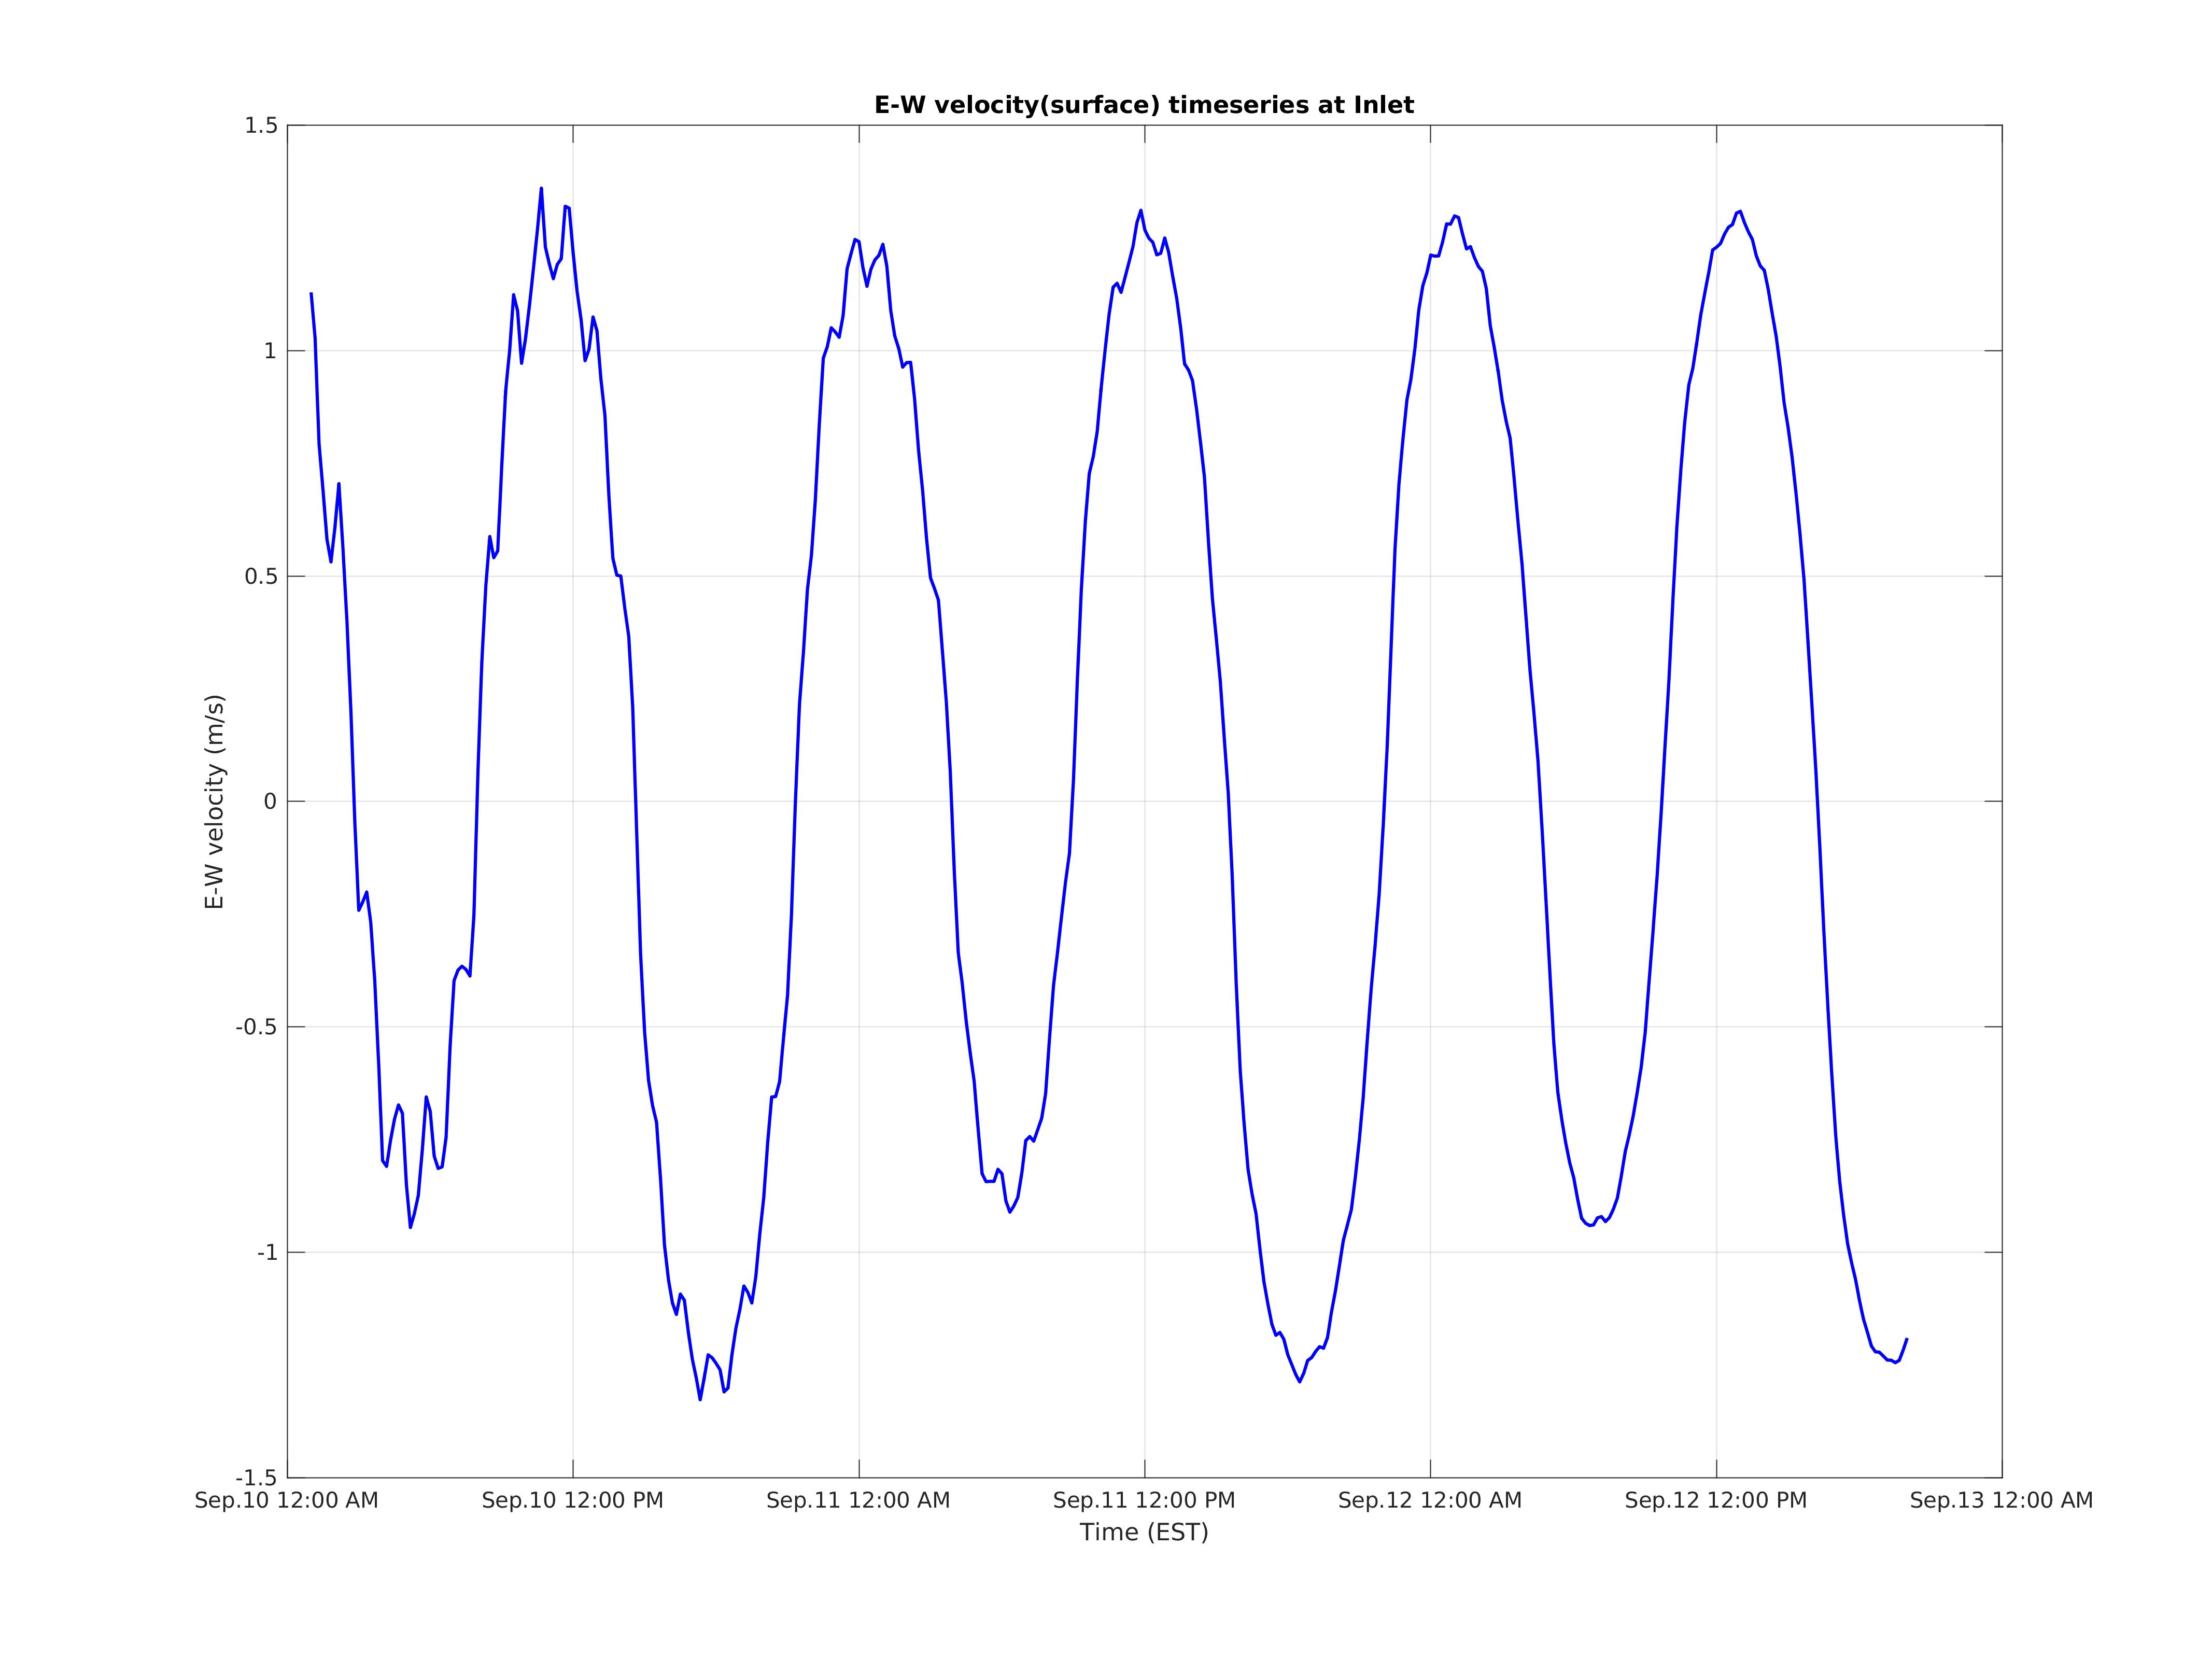 E-W velocity(surface) timeseries at Inlet
1.5
1
0.5
0
-0.5
-1
-1.5
E-W velocity (m/s)
Sep.10 12:00 AM Sep.10 12:00 PM Sep.11 12:00 AM Sep.11 12:00 PM Sep.12 12:00 AM Sep.12 12:00 PM Sep.13 12:00 AM
Time (EST)